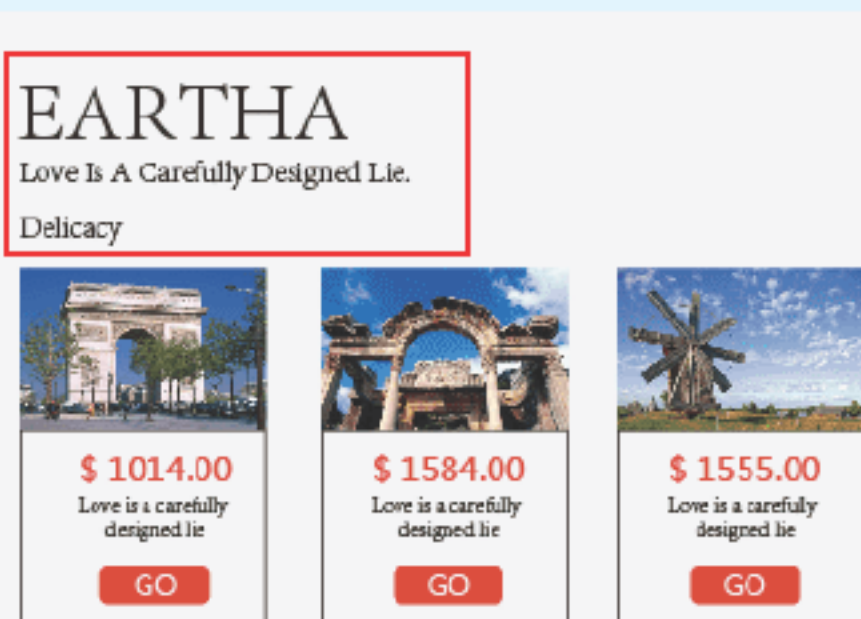 EARTHA
Love Is A Carefully Designed Lie.
Delicacy
$ 1014.00
Love is a carefully
designed lie
GO
$ 1584.00
Love is a carefully
designed lie
GO
$ 1555.00
Love is a carefully
designed lie
GO